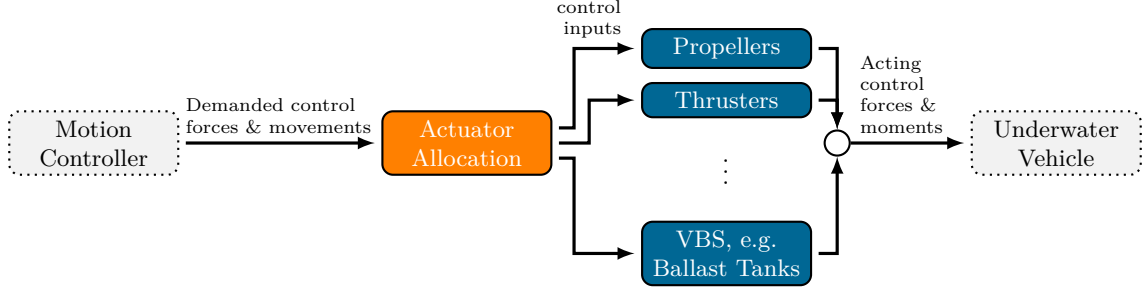 Motion
Controller
Demanded control
forces & movements
Actuator
Allocation
control
inputs
Propellers
Thrusters
VBS, e.g.
Ballast Tanks
Acting
control
forces &
moments
Underwater
Vehicle